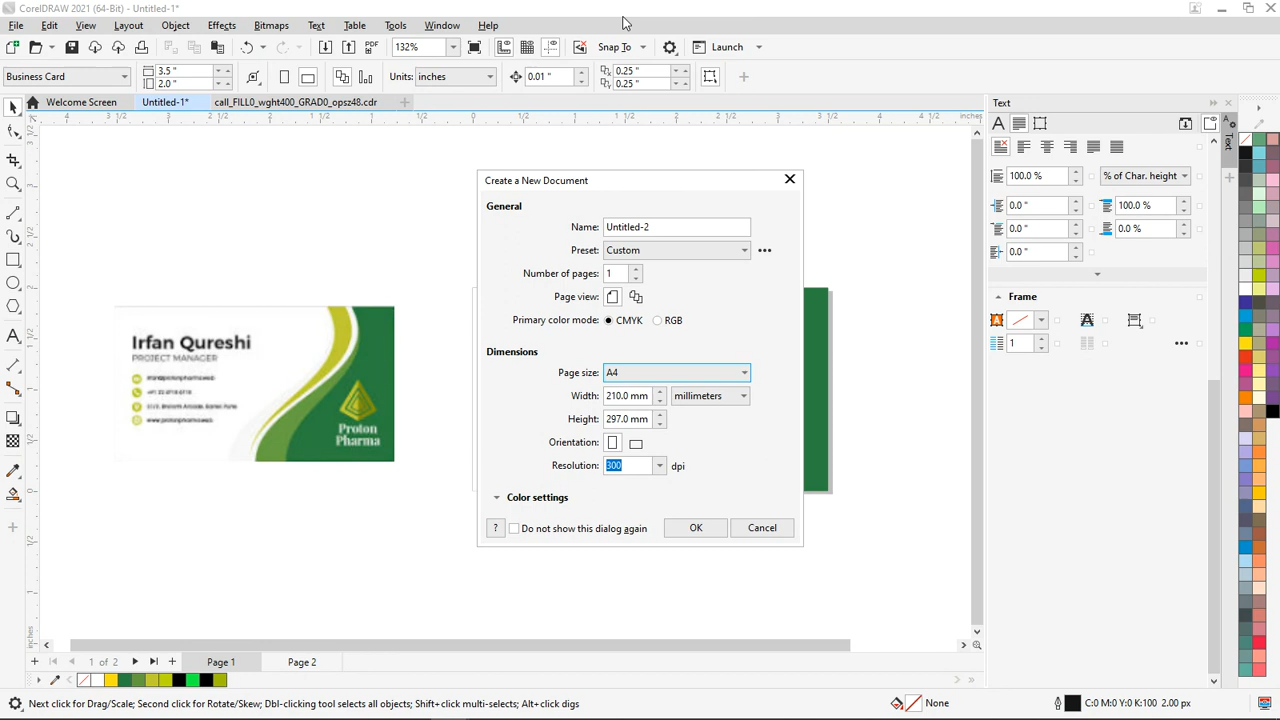 CorelDRAW 2021 (64-Bit) - Untitled-1*
File Edit View Layout Object Effects Bitmaps Text Table Tools Window Help
132% Snap To Launch
PDF
Business Card 3.5 " 2.0 " Units: inches 0.01 " 0.25 " 0.25 "
Welcome Screen Untitled-1* call_FILL0_wght400_GRAD0_opsz48.cdr
inches
Create a New Document
General
Name: Untitled-2
Preset: Custom
Number of pages: 1
Page view:
Primary color mode: CMYK RGB
Dimensions
Page size: A4
Width: 210.0 mm millimeters
Height: 297.0 mm
Orientation:
Resolution: 300 dpi
Color settings
? Do not show this dialog again OK Cancel
Irfan Qureshi
PROJECT MANAGER
Proton
Pharma
Text
100.0 % % of Char. height
0.0 " 100.0 %
0.0 " 0.0 %
0.0 "
Frame
1
Text
inches
1 of 2 Page 1 Page 2
Next click for Drag/Scale; Second click for Rotate/Skew; Dbl-clicking tool selects all objects; Shift+click multi-selects; Alt+click digs
None C:0 M:0 Y:0 K:100 2.00 px